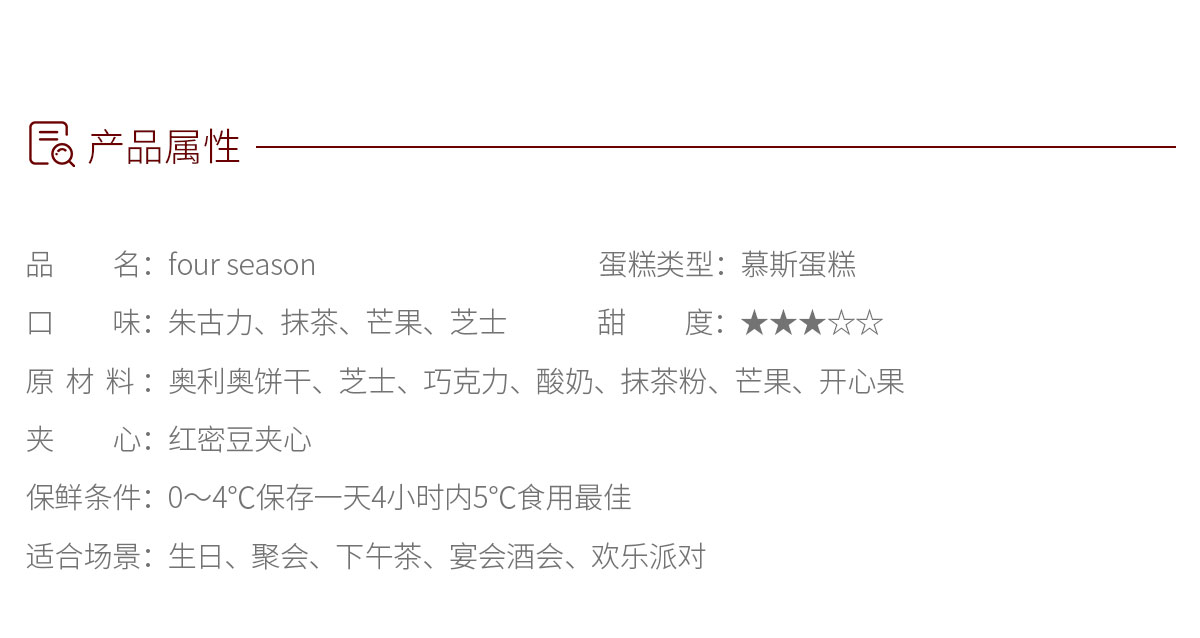 产品属性
品 名：four season 蛋糕类型：慕斯蛋糕
口 味：朱古力、抹茶、芒果、芝士 甜 度：★★★☆☆
原 材 料：奥利奥饼干、芝士、巧克力、酸奶、抹茶粉、芒果、开心果
夹 心：红密豆夹心
保鲜条件：0～4℃保存一天4小时内5℃食用最佳
适合场景：生日、聚会、下午茶、宴会酒会、欢乐派对